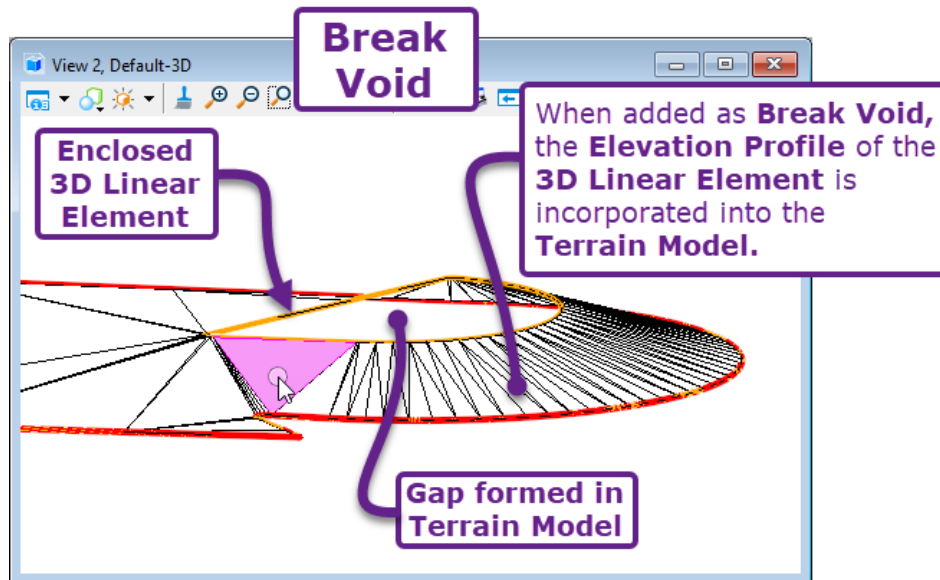 Break
Void
View 2, Default-3D
When added as Break Void,
the Elevation Profile of the
3D Linear Element is
incorporated into the
Terrain Model.
Enclosed
3D Linear
Element
Gap formed in
Terrain Model